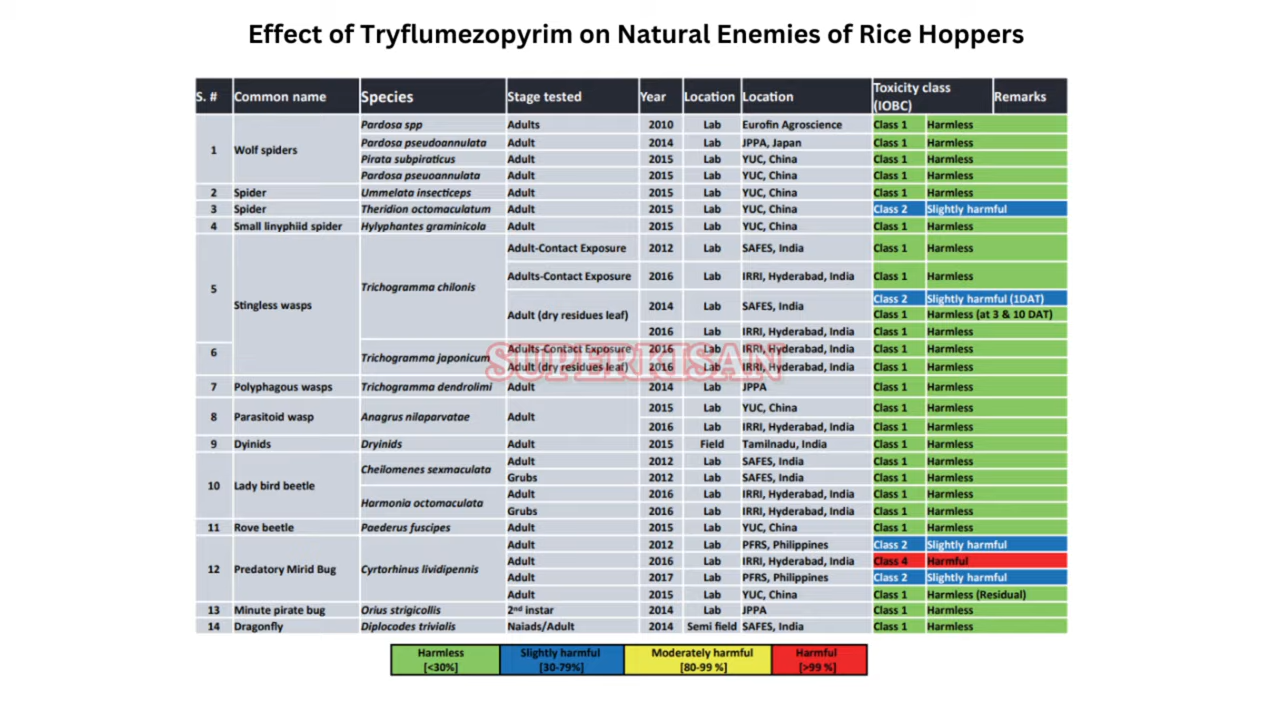 Effect of Tryflumezopyrim on Natural Enemies of Rice Hoppers
S. # Common name Species Stage tested Year Location Location Toxicity class (IOBC) Remarks
1 Wolf spiders Pardosa spp Adults 2010 Lab Eurofin Agroscience Class 1 Harmless
Pardosa pseudoannulata Adult 2014 Lab JPPA, Japan Class 1 Harmless
Pirata subpiraticus Adult 2015 Lab YUC, China Class 1 Harmless
Pardosa pseuoannulata Adult 2015 Lab YUC, China Class 1 Harmless
2 Spider Ummelata insecticeps Adult 2015 Lab YUC, China Class 1 Harmless
3 Spider Theridion octomaculatum Adult 2015 Lab YUC, China Class 2 Slightly harmful
4 Small linyphiid spider Hylyphantes graminicola Adult 2015 Lab YUC, China Class 1 Harmless
5 Stingless wasps Trichogramma chilonis Adult-Contact Exposure 2012 Lab SAFES, India Class 1 Harmless
Adults-Contact Exposure 2016 Lab IRRI, Hyderabad, India Class 1 Harmless
Adult (dry residues leaf) 2014 Lab SAFES, India Class 2 Slightly harmful (1DAT)
Class 1 Harmless (at 3 & 10 DAT)
2016 Lab IRRI, Hyderabad, India Class 1 Harmless
6 Trichogramma japonicum Adults-Contact Exposure 2016 Lab IRRI, Hyderabad, India Class 1 Harmless
Adult (dry residues leaf) 2016 Lab IRRI, Hyderabad, India Class 1 Harmless
SUPERKISAN
7 Polyphagous wasps Trichogramma dendrolimi Adult 2014 Lab JPPA Class 1 Harmless
8 Parasitoid wasp Anagrus nilaparvatae Adult 2015 Lab YUC, China Class 1 Harmless
2016 Lab IRRI, Hyderabad, India Class 1 Harmless
9 Dyinids Dryinids Adult 2015 Field Tamilnadu, India Class 1 Harmless
10 Lady bird beetle Cheilomenes sexmaculata Adult 2012 Lab SAFES, India Class 1 Harmless
Grubs 2012 Lab SAFES, India Class 1 Harmless
Harmonia octomaculata Adult 2016 Lab IRRI, Hyderabad, India Class 1 Harmless
Grubs 2016 Lab IRRI, Hyderabad, India Class 1 Harmless
11 Rove beetle Paederus fuscipes Adult 2015 Lab YUC, China Class 1 Harmless
12 Predatory Mirid Bug Cyrtorhinus lividipennis Adult 2012 Lab PFRS, Philippines Class 2 Slightly harmful
Adult 2016 Lab IRRI, Hyderabad, India Class 4 Harmful
Adult 2017 Lab PFRS, Philippines Class 2 Slightly harmful
Adult 2015 Lab YUC, China Class 1 Harmless (Residual)
13 Minute pirate bug Orius strigicollis 2nd instar 2014 Lab JPPA Class 1 Harmless
14 Dragonfly Diplocodes trivialis Naiads/Adult 2014 Semi field SAFES, India Class 1 Harmless
Harmless Slightly harmful Moderately harmful Harmful
[<30%] [30-79%] [80-99 %] [>99 %]